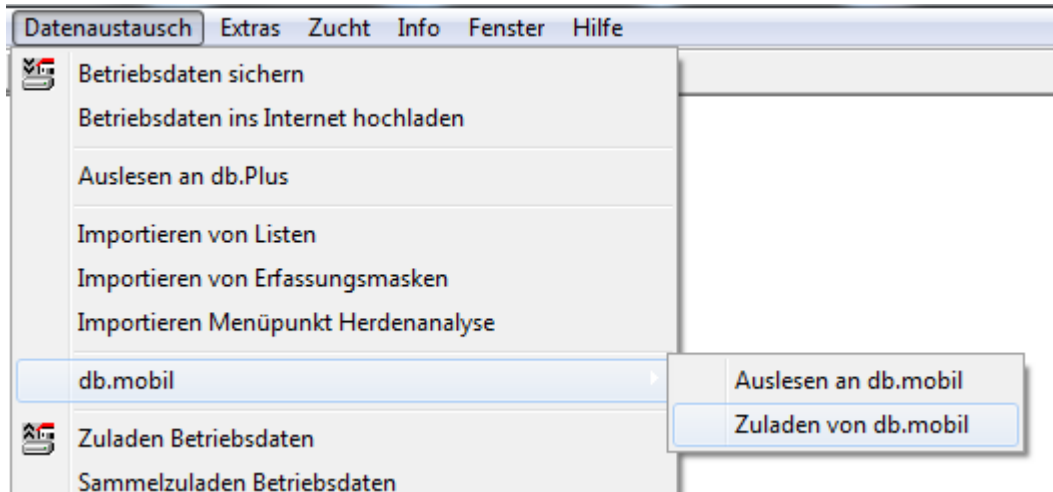 Datenaustausch Extras Zucht Info Fenster Hilfe
Betriebsdaten sichern
Betriebsdaten ins Internet hochladen
Auslesen an db.Plus
Importieren von Listen
Importieren von Erfassungsmasken
Importieren Menüpunkt Herdenanalyse
db.mobil
Auslesen an db.mobil
Zuladen von db.mobil
Zuladen Betriebsdaten
Sammelzuladen Betriebsdaten